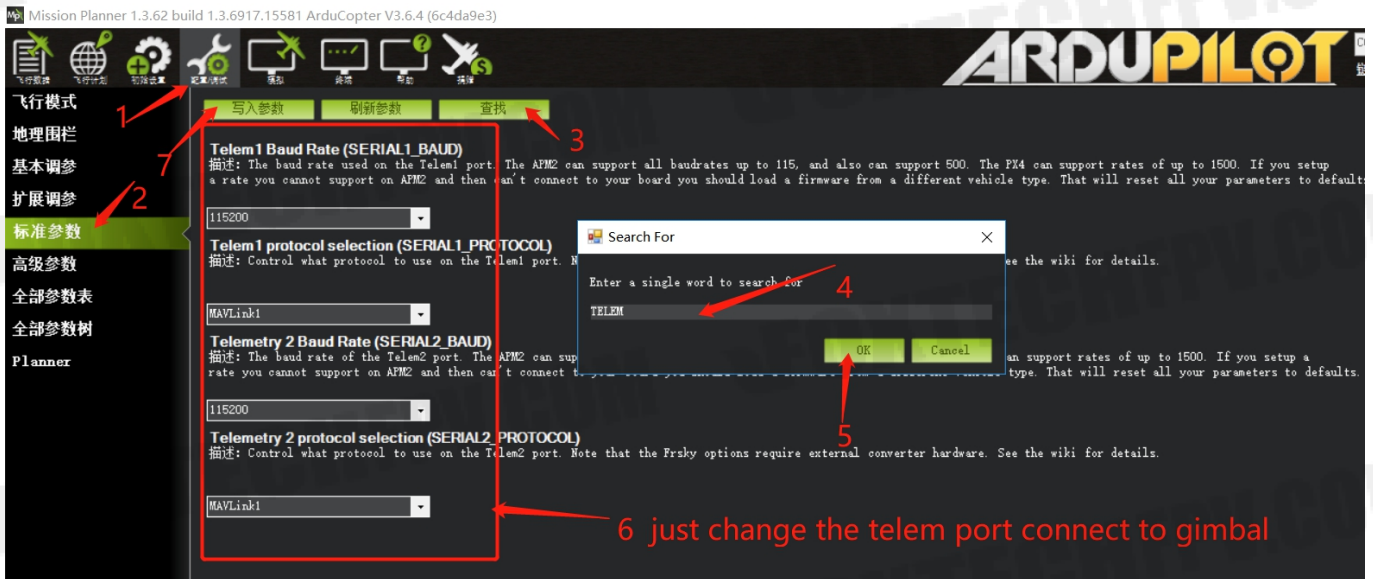 Mission Planner 1.3.62 build 1.3.6917.15581 ArduCopter V3.6.4 (6c4da9e3)
飞行数据 飞行计划 初始设置 配置/调试 模拟 终端 帮助 捐赠
ARDUPILOT
飞行模式
地理围栏
基本调参
扩展调参
标准参数
高级参数
全部参数表
全部参数树
Planner
1
2
7
写入参数 刷新参数 查找
3
Telem1 Baud Rate (SERIAL1_BAUD)
描述: The baud rate used on the Telem1 port. The APM2 can support all baudrates up to 115, and also can support 500. The PX4 can support rates of up to 1500. If you setup
a rate you cannot support on APM2 and then can't connect to your board you should load a firmware from a different vehicle type. That will reset all your parameters to default
115200
Telem1 protocol selection (SERIAL1_PROTOCOL)
描述: Control what protocol to use on the Telem1 port. N
ee the wiki for details.
MAVLink1
Search For
Enter a single word to search for
4
TELEM
OK Cancel
5
Telemetry 2 Baud Rate (SERIAL2_BAUD)
描述: The baud rate of the Telem2 port. The APM2 can sup
an support rates of up to 1500. If you setup a
rate you cannot support on APM2 and then can't connect
type. That will reset all your parameters to defaults.
115200
Telemetry 2 protocol selection (SERIAL2_PROTOCOL)
描述: Control what protocol to use on the Telem2 port. Note that the Frsky options require external converter hardware. See the wiki for details.
MAVLink1
6 just change the telem port connect to gimbal